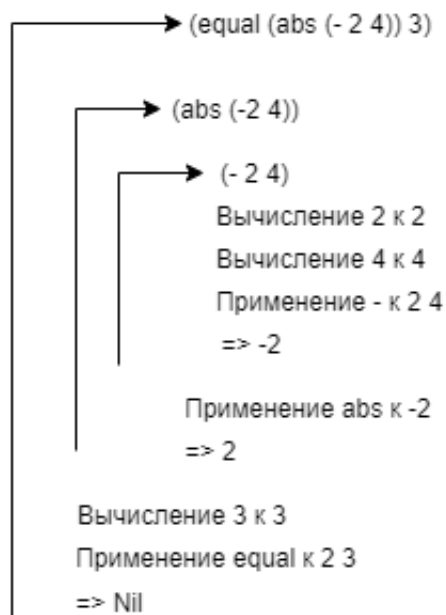 (equal (abs (- 2 4)) 3)
(abs (-2 4))
(- 2 4)
Вычисление 2 к 2
Вычисление 4 к 4
Применение - к 2 4
=> -2
Применение abs к -2
=> 2
Вычисление 3 к 3
Применение equal к 2 3
=> Nil